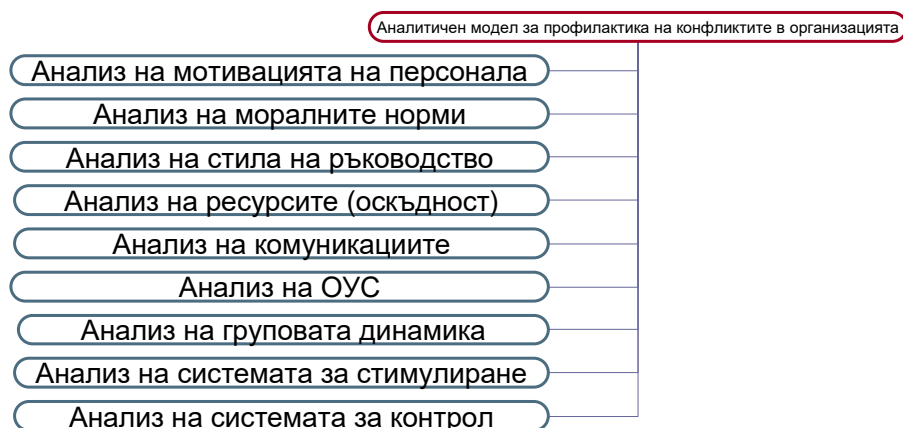 Аналитичен модел за профилактика на конфликтите в организацията
Анализ на мотивацията на персонала
Анализ на моралните норми
Анализ на стила на ръководство
Анализ на ресурсите (оскъдност)
Анализ на комуникациите
Анализ на ОУС
Анализ на груповата динамика
Анализ на системата за стимулиране
Анализ на системата за контрол